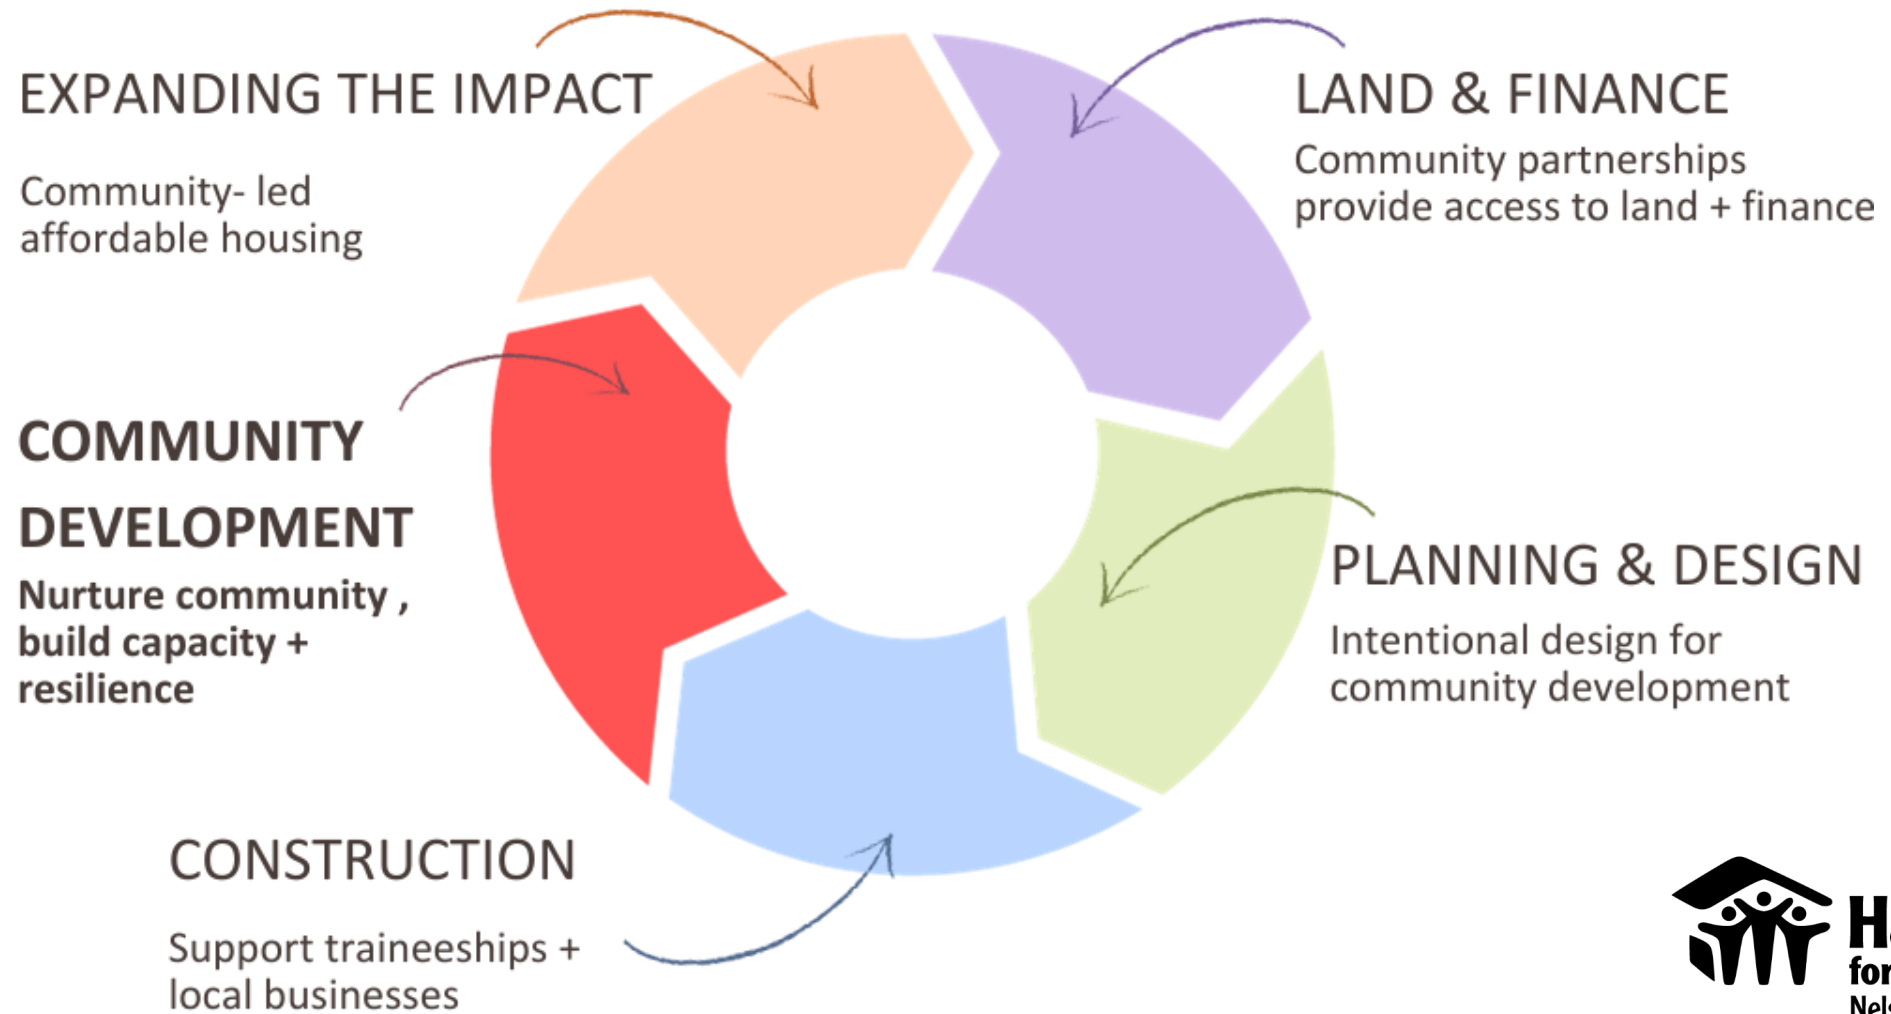 EXPANDING THE IMPACT
Community- led
affordable housing
LAND & FINANCE
Community partnerships
provide access to land + finance
COMMUNITY
DEVELOPMENT
Nurture community ,
build capacity +
resilience
PLANNING & DESIGN
Intentional design for
community development
CONSTRUCTION
Support traineeships +
local businesses
for